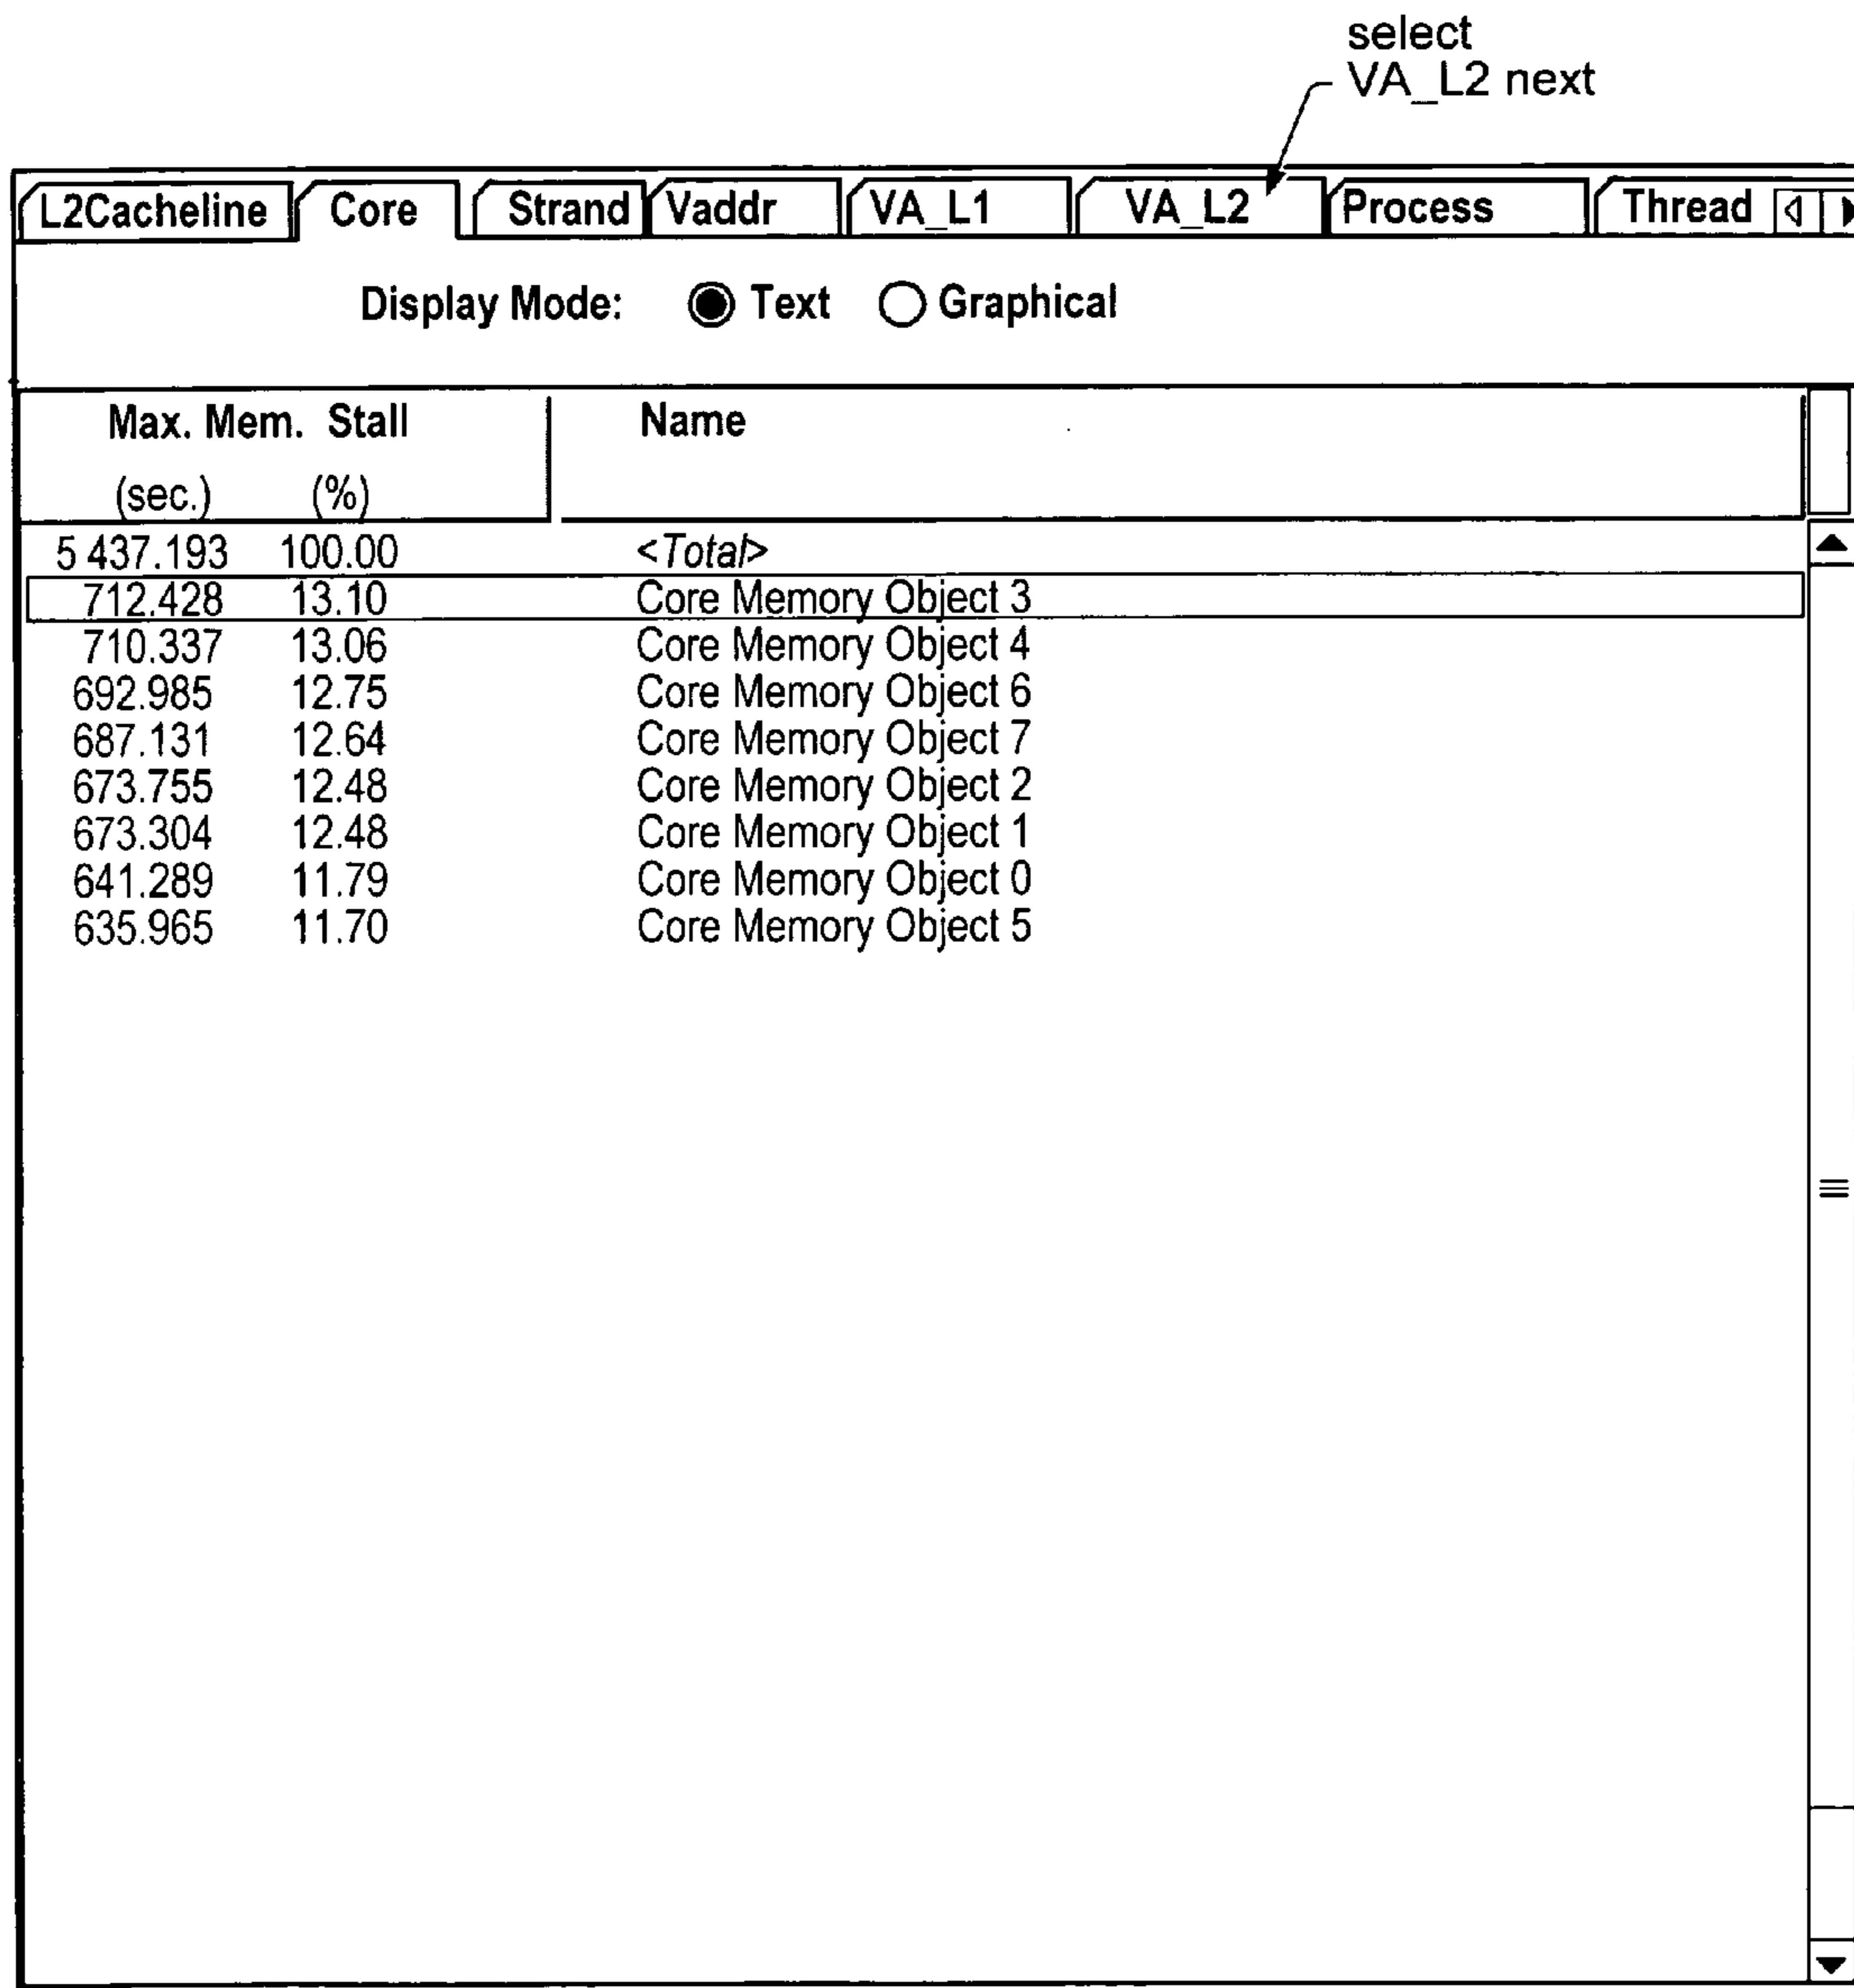 select
VA_L2 next
L2Cacheline Core Strand Vaddr VA_L1 VA_L2 Process Thread
Display Mode: Text Graphical
Max. Mem. Stall Name
(sec.) (%)
5 437.193 100.00 <Total>
712.428 13.10 Core Memory Object 3
710.337 13.06 Core Memory Object 4
692.985 12.75 Core Memory Object 6
687.131 12.64 Core Memory Object 7
673.755 12.48 Core Memory Object 2
673.304 12.48 Core Memory Object 1
641.289 11.79 Core Memory Object 0
635.965 11.70 Core Memory Object 5